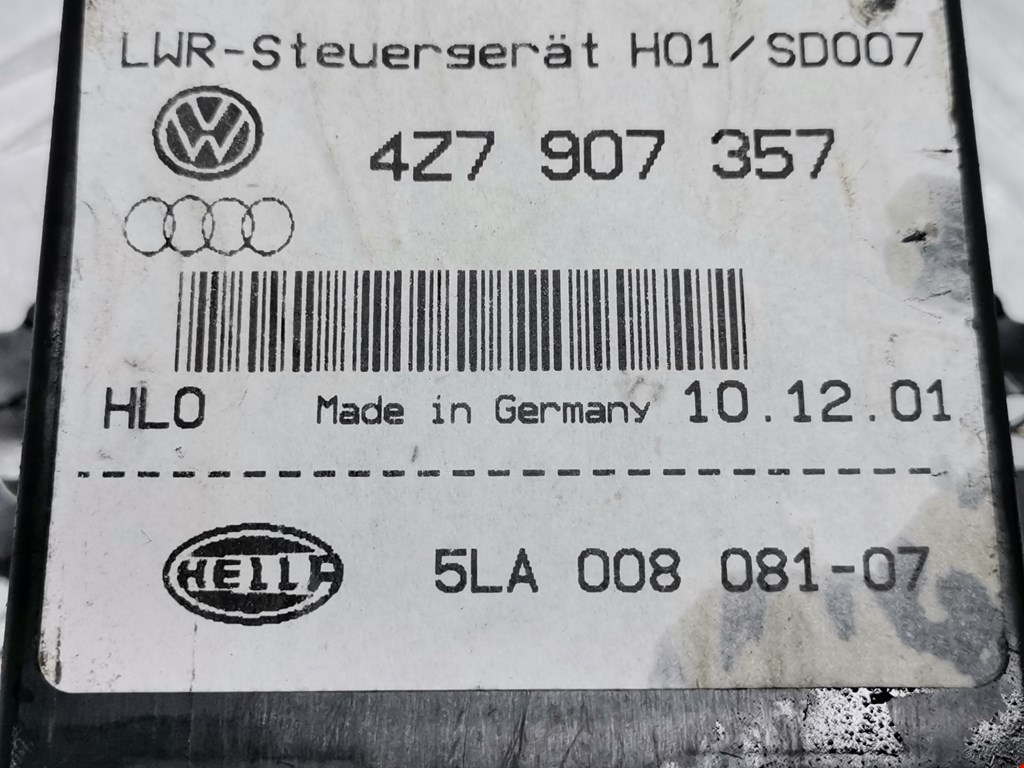 LWR-Steuergerät H01/SD007
4Z7 907 357
HLO Made in Germany 10.12.01
HELLA 5LA 008 081-07